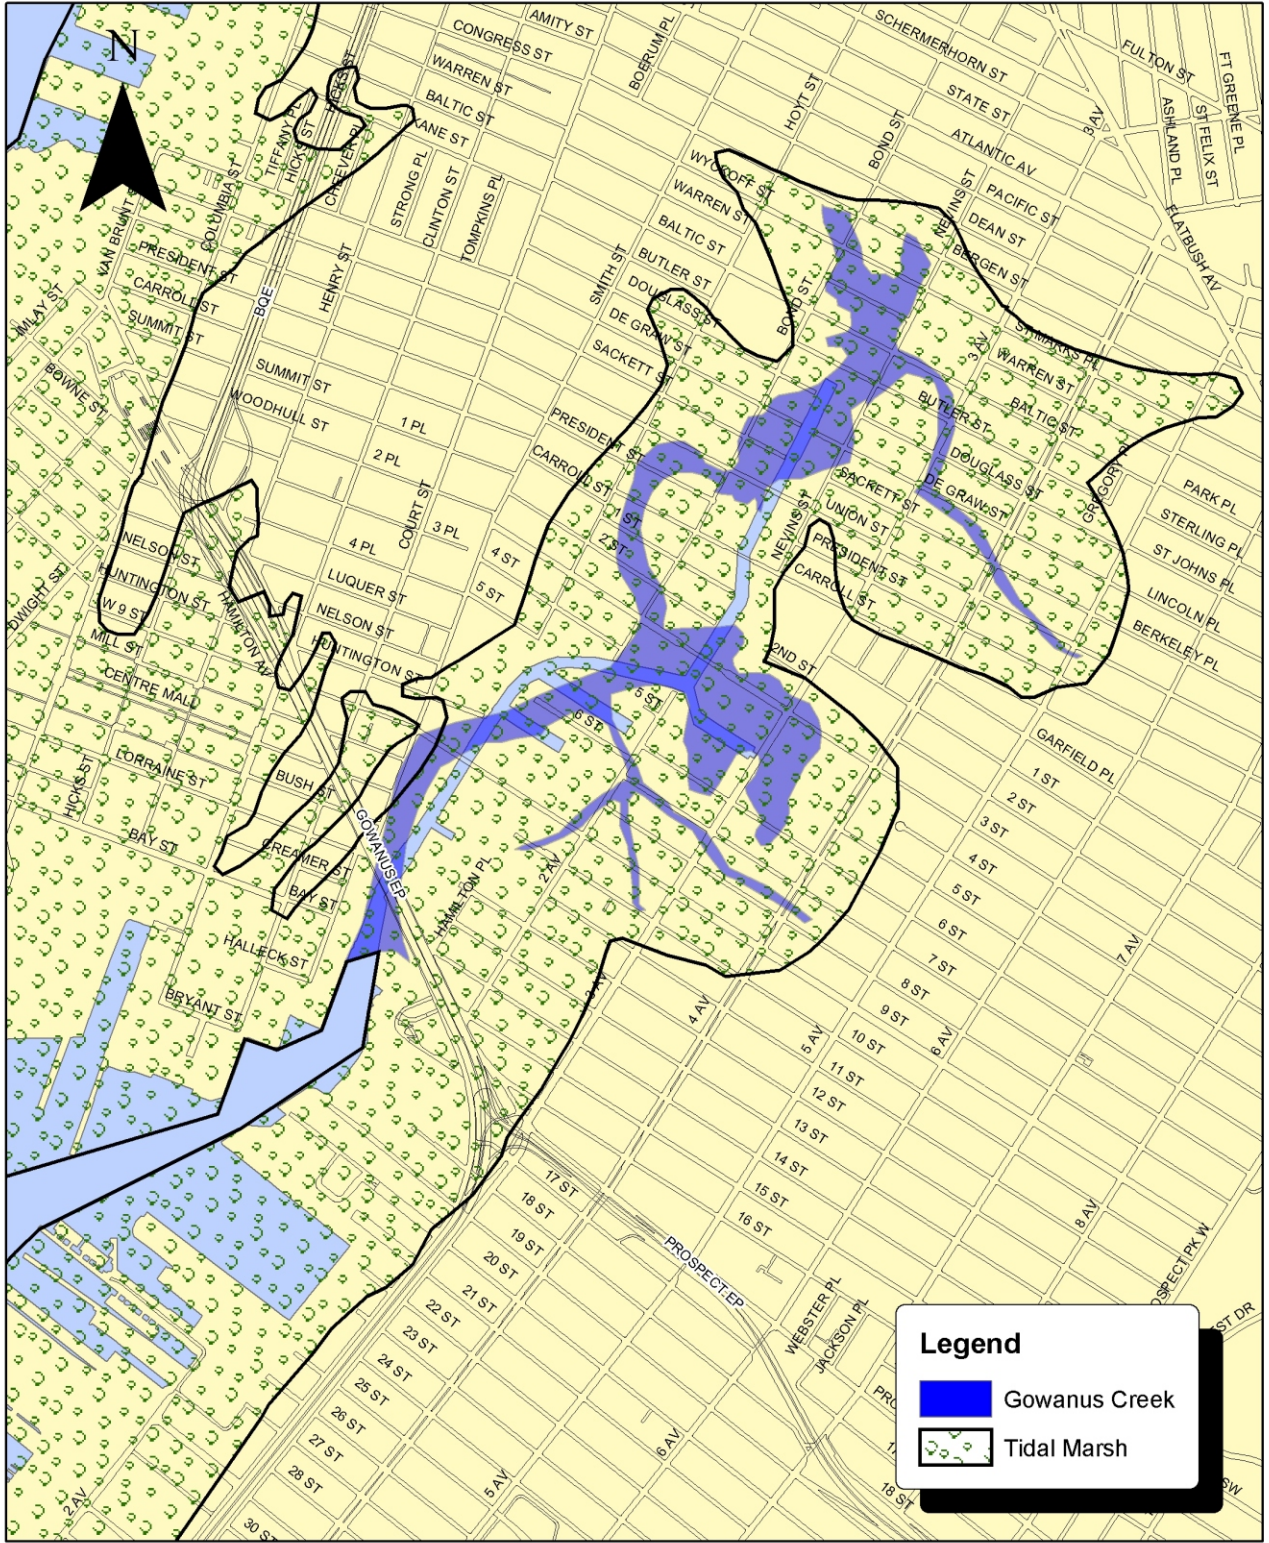 N
AMITY ST
CONGRESS ST
BOERUM PL
SCHERMERHORN ST
FULTON ST
FT GREENE PL
WARREN ST
HICKS ST
HOYT ST
STATE ST
ASHLAND PL
ST FELIX ST
BALTIC ST
3 AV
TIFFANY PL
HICKS ST
CHEEVER PL
KANE ST
BOND ST
ATLANTIC AV
WYCKOFF ST
COLUMBIA ST
STRONG PL
CLINTON ST
TOMPKINS PL
WARREN ST
NEVINS ST
PACIFIC ST
VAN BRUNT ST
BALTIC ST
DEAN ST
FLATBUSH AV
PRESIDENT ST
HENRY ST
SMITH ST
BUTLER ST
BERGEN ST
CARROLL ST
BQE
DOUGLASS ST
BOND ST
IMLAY ST
SUMMIT ST
DE GRAW ST
ST MARKS PL
SACKETT ST
3 AV
WARREN ST
BOWNE ST
SUMMIT ST
WOODHULL ST
BUTLER ST
BALTIC ST
1 PL
PRESIDENT ST
2 PL
CARROLL ST
DOUGLASS ST
GREGORY PL
SACKETT ST
DE GRAW ST
PARK PL
COURT ST
3 PL
1 ST
UNION ST
NEVINS ST
STERLING PL
NELSON ST
4 PL
4 ST
2 ST
PRESIDENT ST
ST JOHNS PL
HUNTINGTON ST
LUQUER ST
5 ST
CARROLL ST
DWIGHT ST
W 9 ST
HAMILTON AV
NELSON ST
LINCOLN PL
MILL ST
HUNTINGTON ST
2ND ST
BERKELEY PL
CENTRE MALL
5 ST
6 ST
GARFIELD PL
LORRAINE ST
HICKS ST
BUSH ST
1 ST
2 ST
BAY ST
GOWANUS EP
3 ST
CREAMER ST
4 ST
BAY ST
HAMILTON PL
2 AV
5 ST
6 ST
HALLECK ST
7 AV
7 ST
BRYANT ST
3 AV
4 AV
8 ST
9 ST
5 AV
6 AV
10 ST
11 ST
12 ST
13 ST
14 ST
17 ST
15 ST
18 ST
16 ST
8 AV
19 ST
PROSPECT EP
20 ST
OSPECT PK W
21 ST
WEBSTER PL
22 ST
JACKSON PL
EST DR
23 ST
24 ST
25 ST
PRO
26 ST
27 ST
6 AV
17
28 ST
5 AV
18 ST
SW
2 AV
30 ST
Legend
Gowanus Creek
Tidal Marsh